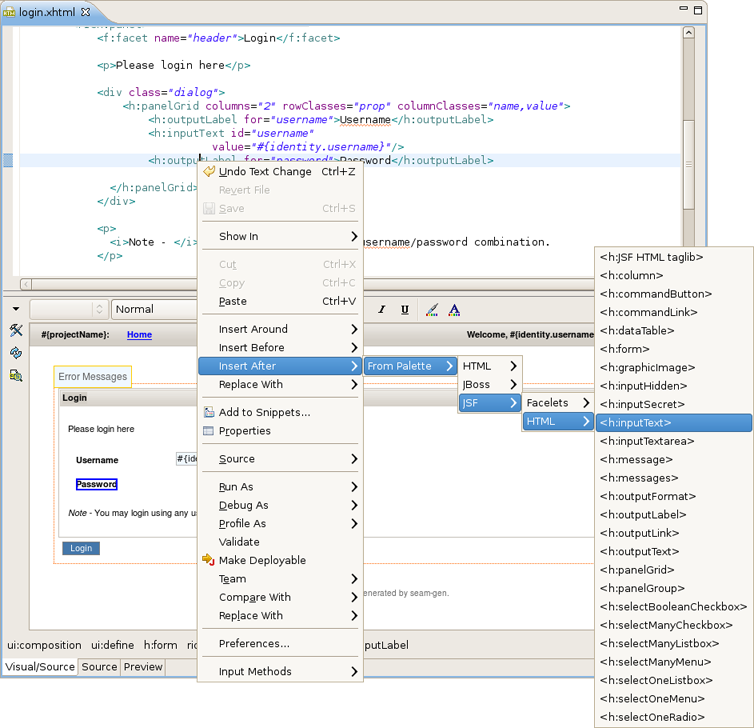 login.xhtml
<f:facet name="header">Login</f:facet>
<p>Please login here</p>
<div class="dialog">
<h:panelGrid columns="2" rowClasses="prop" columnClasses="name,value">
<h:outputLabel for="username">Username</h:outputLabel>
<h:inputText id="username"
value="#{identity.username}"/>
<h:outputLabel for="password">Password</h:outputLabel>
</h:panelGrid>
</div>
<p>
<i>Note - </i>
username/password combination.
</p>
Undo Text Change Ctrl+Z
Revert File
Save Ctrl+S
Show In
Cut Ctrl+X
Copy Ctrl+C
Paste Ctrl+V
Insert Around
Insert Before
Insert After
Replace With
Add to Snippets...
Properties
Source
Run As
Debug As
Profile As
Validate
Make Deployable
Team
Compare With
Replace With
Preferences...
Input Methods
From Palette
HTML
JBoss
JSF
Facelets
HTML
<h:JSF HTML taglib>
<h:column>
<h:commandButton>
<h:commandLink>
<h:dataTable>
<h:form>
<h:graphicImage>
<h:inputHidden>
<h:inputSecret>
<h:inputText>
<h:inputTextarea>
<h:message>
<h:messages>
<h:outputFormat>
<h:outputLabel>
<h:outputLink>
<h:outputText>
<h:panelGrid>
<h:panelGroup>
<h:selectBooleanCheckbox>
<h:selectManyCheckbox>
<h:selectManyListbox>
<h:selectManyMenu>
<h:selectOneListbox>
<h:selectOneMenu>
<h:selectOneRadio>
Normal
I U A
#{projectName}: Home
Welcome, #{identity.username
Error Messages
Login
Please login here
Username #{ide
Password
Note - You may login using any us
Login
enerated by seam-gen.
ui:composition ui:define h:form ric
putLabel
Visual/Source Source Preview